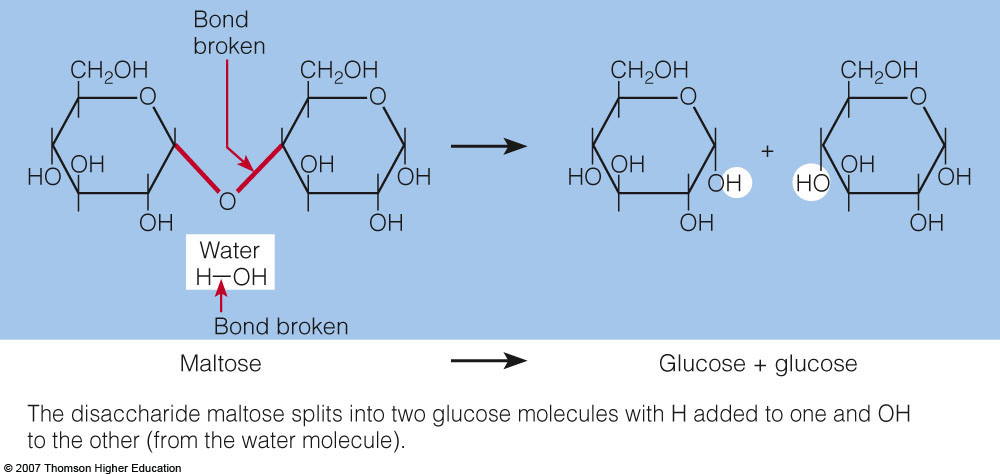 Bond
broken
CH₂OH
CH₂OH
CH₂OH
CH₂OH
O
O
O
O
OH
HO
OH
OH
OH
HO
OH
OH
+
HO
OH
OH
O
OH
OH
OH
Water
H—OH
Bond broken
Maltose
Glucose + glucose
The disaccharide maltose splits into two glucose molecules with H added to one and OH
to the other (from the water molecule).
© 2007 Thomson Higher Education